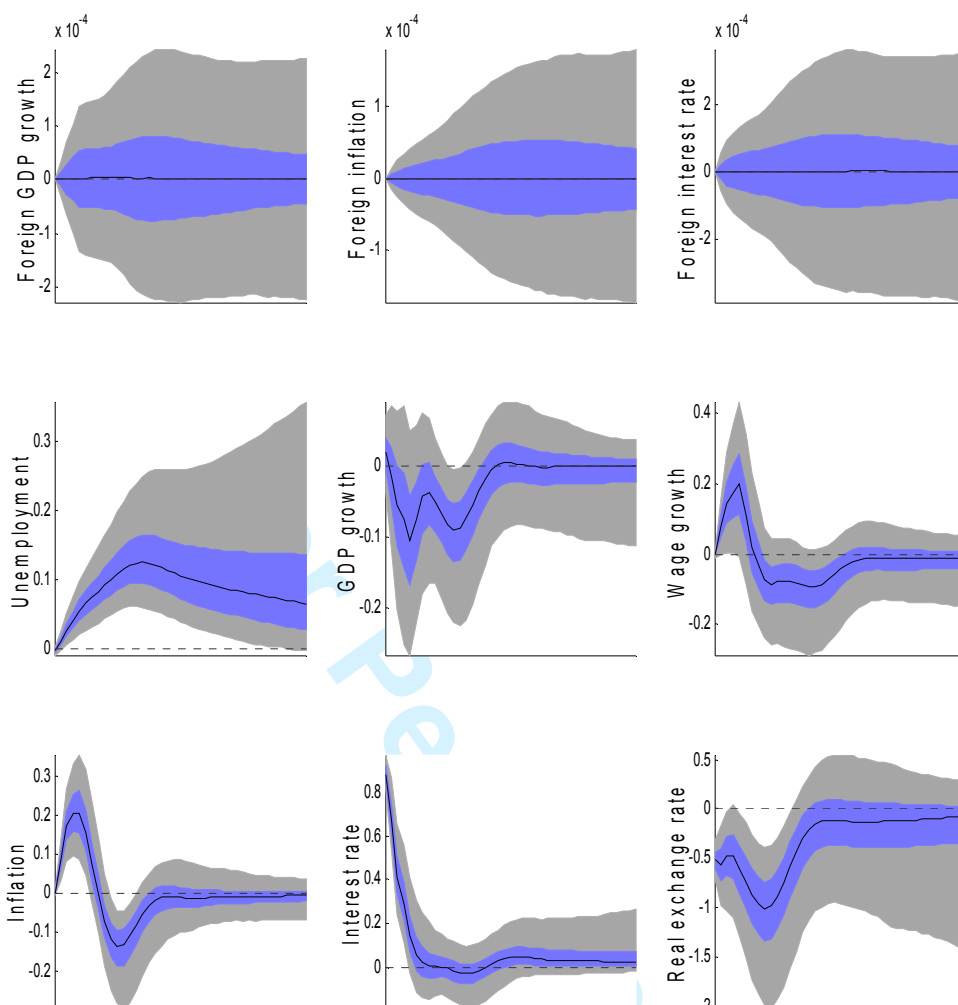 x 10^-4
x 10^-4
x 10^-4
Foreign GDP growth
2
1
0
-1
-2
Foreign inflation
1
0
-1
Foreign interest rate
2
0
-2
Unemployment
0.3
0.2
0.1
0
GDP growth
0
-0.1
-0.2
Wage growth
0.4
0.2
0
-0.2
r Pe
Inflation
0.3
0.2
0.1
0
-0.1
-0.2
Interest rate
0.8
0.6
0.4
0.2
0
Real exchange rate
0.5
0
-0.5
-1
-1.5